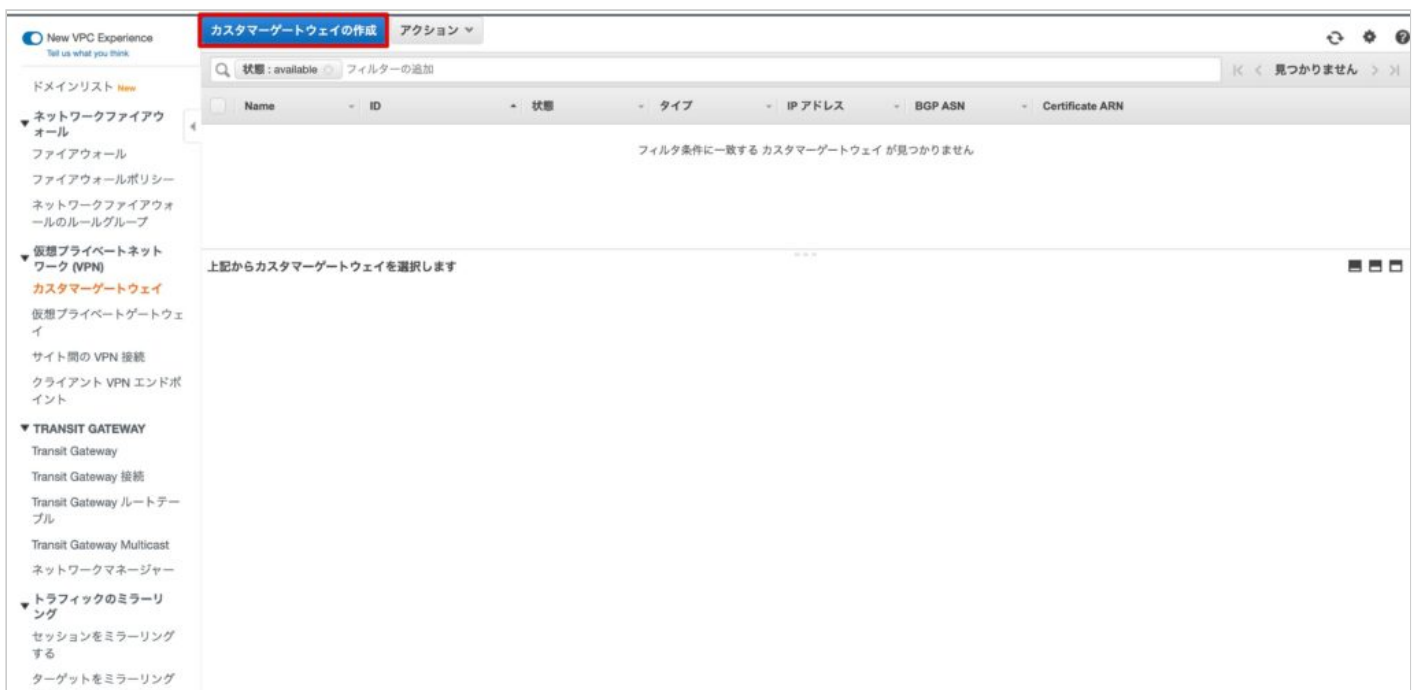 New VPC Experience
Tell us what you think
ドメインリスト New
ネットワークファイアウ
ォール
ファイアウォール
ファイアウォールポリシー
ネットワークファイアウォ
ールのルールグループ
仮想プライベートネット
ワーク (VPN)
カスタマーゲートウェイ
仮想プライベートゲートウェ
イ
サイト間の VPN 接続
クライアント VPN エンドポ
イント
TRANSIT GATEWAY
Transit Gateway
Transit Gateway 接続
Transit Gateway ルートテー
ブル
Transit Gateway Multicast
ネットワークマネージャー
トラフィックのミラーリ
ング
セッションをミラーリング
する
ターゲットをミラーリング
カスタマーゲートウェイの作成 アクション
状態 : available フィルターの追加 見つかりません
Name ID 状態 タイプ IP アドレス BGP ASN Certificate ARN
フィルタ条件に一致する カスタマーゲートウェイ が見つかりません
上記からカスタマーゲートウェイを選択します